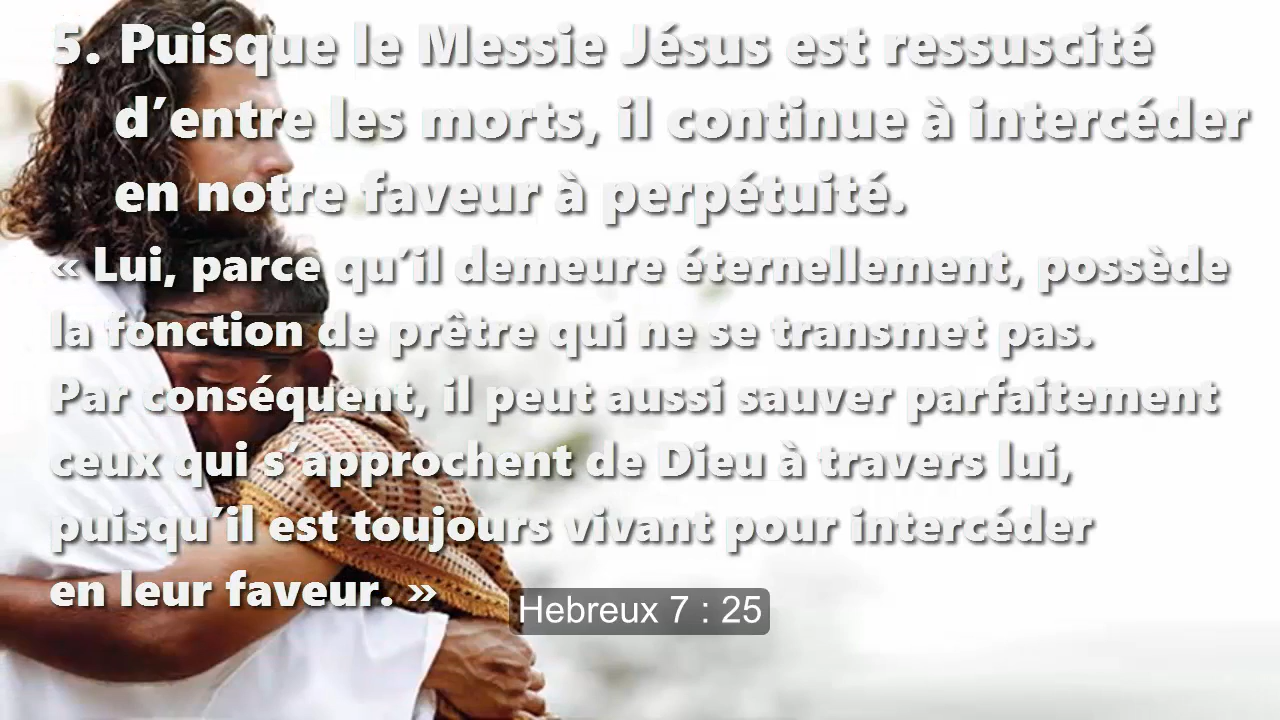 5. Puisque le Messie Jésus est ressuscité
d’entre les morts, il continue à intercéder
en notre faveur à perpétuité.
« Lui, parce qu’il demeure éternellement, possède
la fonction de prêtre qui ne se transmet pas.
Par conséquent, il peut aussi sauver parfaitement
ceux qui s’approchent de Dieu à travers lui,
puisqu’il est toujours vivant pour intercéder
en leur faveur. »
Hebreux 7 : 25